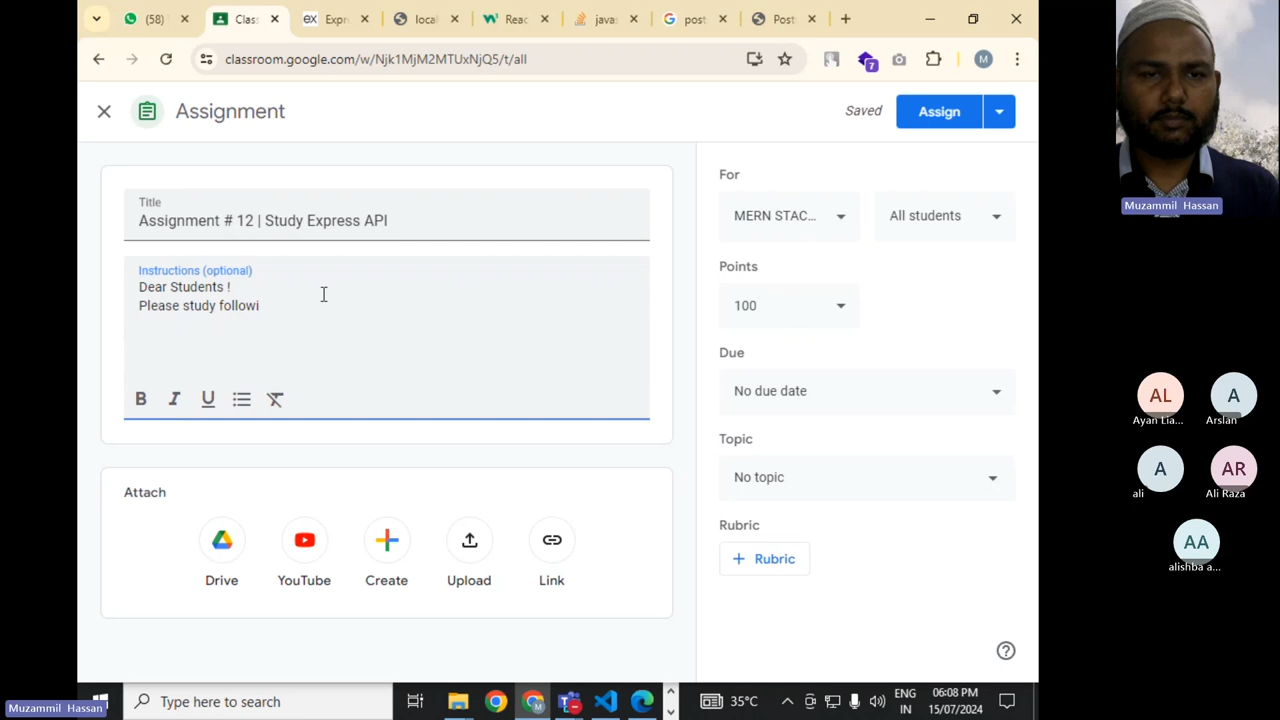 (58)
Clas
Expr
local
Reac
javas
posts
Post
classroom.google.com/w/Njk1MjM2MTUxNjQ5/t/all
7
M
Assignment
Saved
Assign
Title
Assignment # 12 | Study Express API
Instructions (optional)
Dear Students !
Please study followi
B I U
Attach
Drive
YouTube
Create
Upload
Link
For
MERN STAC...
All students
Points
100
Due
No due date
Topic
No topic
Rubric
+ Rubric
Type here to search
35°C
ENG
IN
06:08 PM
15/07/2024
Muzammil Hassan
Muzammil Hassan
AL
Ayan Lia...
A
Arslan
A
ali
AR
Ali Raza
AA
alishba a...